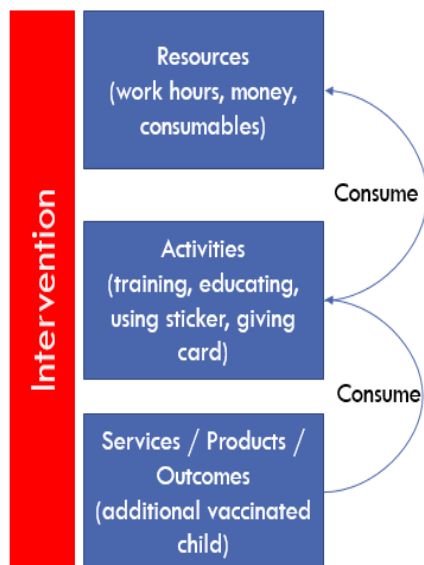 Intervention
Resources
(work hours, money,
consumables)
Consume
Activities
(training, educating,
using sticker, giving
card)
Consume
Services / Products /
Outcomes
(additional vaccinated
child)